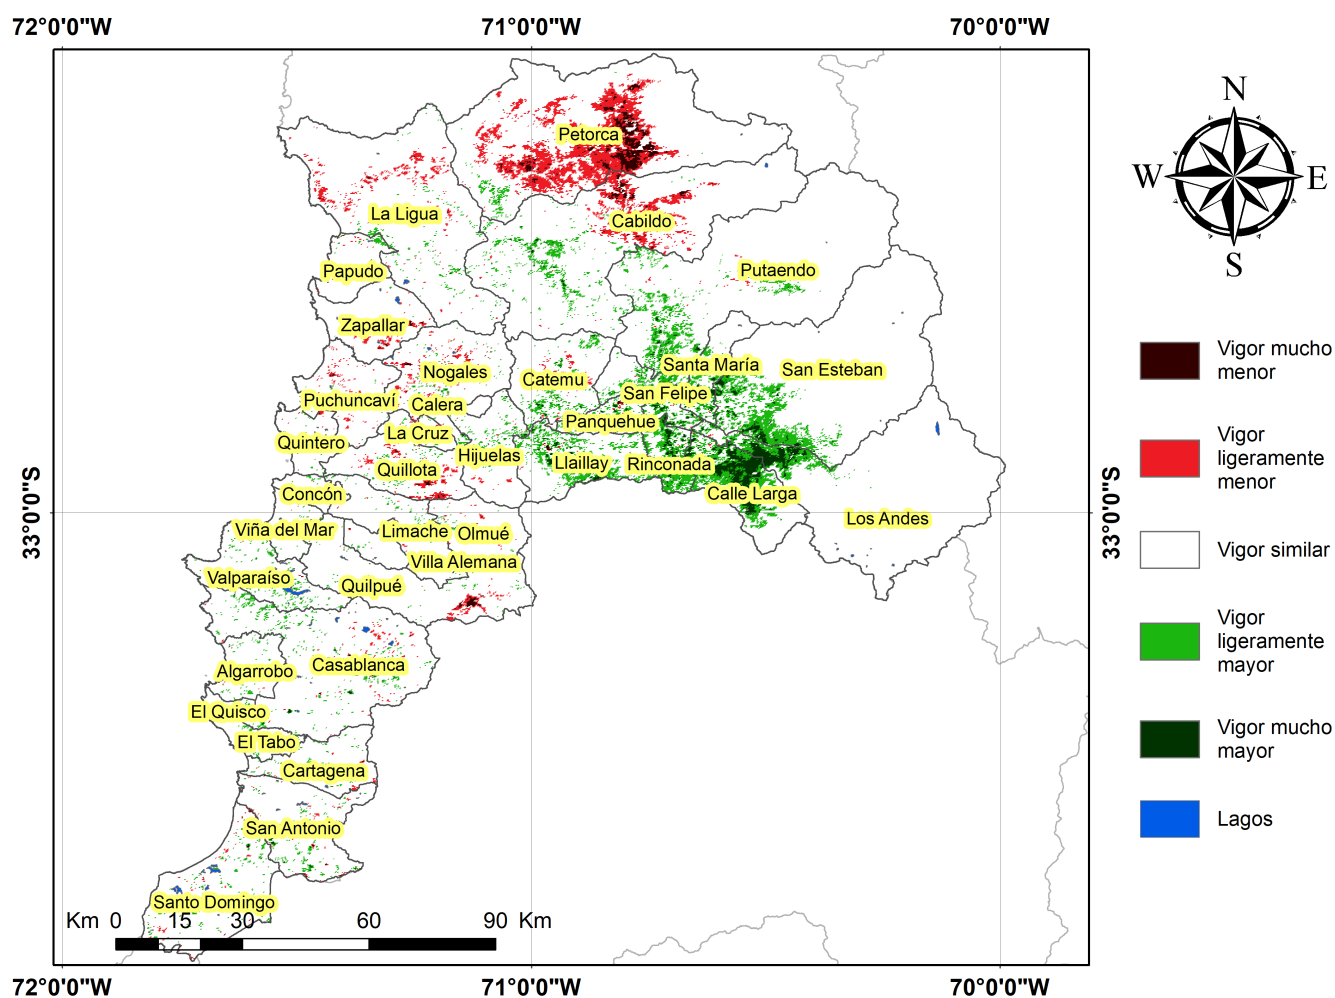 72°0'0"W
71°0'0"W
70°0'0"W
N
W
E
S
Petorca
La Ligua
Cabildo
Papudo
Putaendo
Zapallar
Nogales
Catemu
Santa María
San Esteban
Puchuncaví
Calera
San Felipe
Panquehue
Quintero
La Cruz
Hijuelas
Quillota
Llaillay
Rinconada
Concón
Calle Larga
Los Andes
Viña del Mar
Limache
Olmué
Villa Alemana
Valparaíso
Quilpué
Algarrobo
Casablanca
El Quisco
El Tabo
Cartagena
San Antonio
Santo Domingo
Km 0 15 30 60 90 Km
33°0'0"S
33°0'0"S
72°0'0"W
71°0'0"W
70°0'0"W
Vigor mucho
menor
Vigor
ligeramente
menor
Vigor similar
Vigor
ligeramente
mayor
Vigor mucho
mayor
Lagos